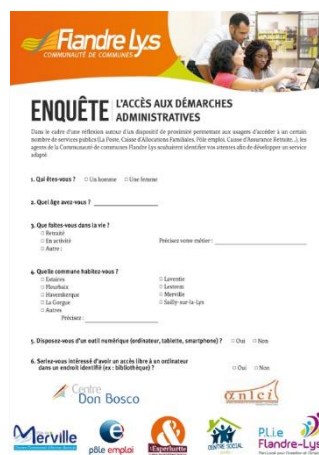 Flandre Lys
COMMUNAUTÉ DE COMMUNES
ENQUÊTE
L'ACCÈS AUX DÉMARCHES
ADMINISTRATIVES
Dans le cadre d'une réflexion autour d'un dispositif de proximité permettant aux usagers d'accéder à un certain
nombre de services publics (La Poste, Caisse d'Allocations Familiales, Pôle emploi, Caisse d'Assurance Retraite...), les
agents de la Communauté de communes Flandre Lys souhaitent identifier vos attentes afin de développer un service
adapté.
1. Qui êtes-vous ? □ Un homme □ Une femme
2. Quel âge avez-vous ?
3. Que faites-vous dans la vie ?
□ Retraité
□ En activité Précisez votre métier :
□ Autre :
4. Quelle commune habitez-vous ?
□ Estaires □ Laventie
□ Fleurbaix □ Lestrem
□ Haverskerque □ Merville
□ La Gorgue □ Sailly-sur-la-Lys
□ Autres
Précisez :
5. Disposez-vous d'un outil numérique (ordinateur, tablette, smartphone) ? □ Oui □ Non
6. Seriez-vous intéressé d'avoir un accès libre à un ordinateur
dans un endroit identifié (ex : bibliothèque) ? □ Oui □ Non
Centre
Don Bosco
anlci
Merville
pôle emploi
l'Esperluette
CENTRE SOCIAL
P.L.i.e
Flandre-Lys